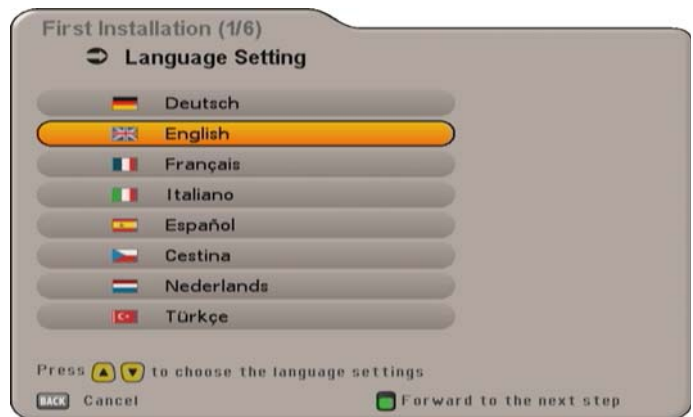 First Installation (1/6)
Language Setting
Deutsch
English
Français
Italiano
Español
Cestina
Nederlands
Türkçe
Press to choose the language settings
BACK Cancel Forward to the next step